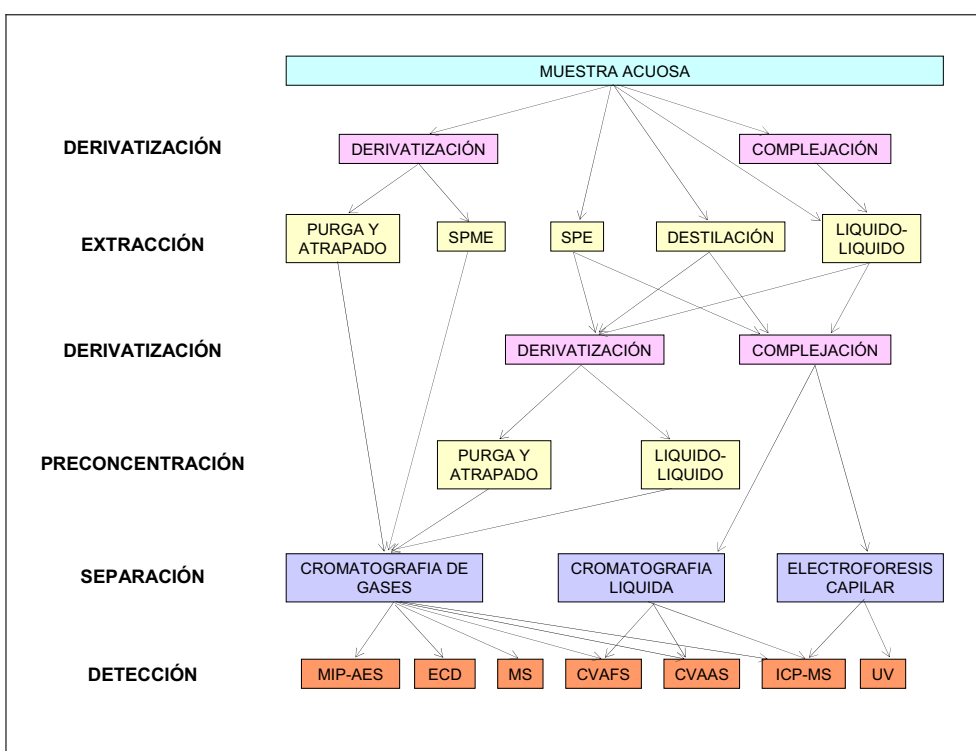 MUESTRA ACUOSA
DERIVATIZACIÓN
DERIVATIZACIÓN
COMPLEJACIÓN
EXTRACCIÓN
PURGA Y
ATRAPADO
SPME
SPE
DESTILACIÓN
LIQUIDO-
LIQUIDO
DERIVATIZACIÓN
DERIVATIZACIÓN
COMPLEJACIÓN
PRECONCENTRACIÓN
PURGA Y
ATRAPADO
LIQUIDO-
LIQUIDO
SEPARACIÓN
CROMATOGRAFIA DE
GASES
CROMATOGRAFIA
LIQUIDA
ELECTROFORESIS
CAPILAR
DETECCIÓN
MIP-AES
ECD
MS
CVAFS
CVAAS
ICP-MS
UV